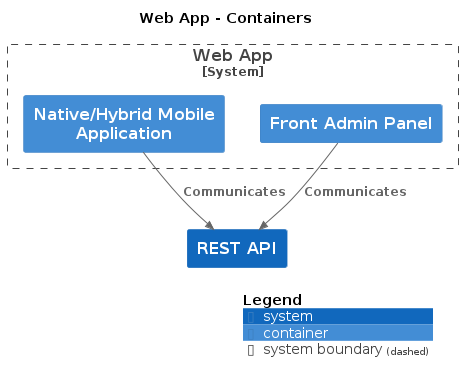 Web App - Containers
Web App
[System]
Native/Hybrid Mobile
Application
Front Admin Panel
Communicates
Communicates
REST API
Legend
system
container
system boundary (dashed)